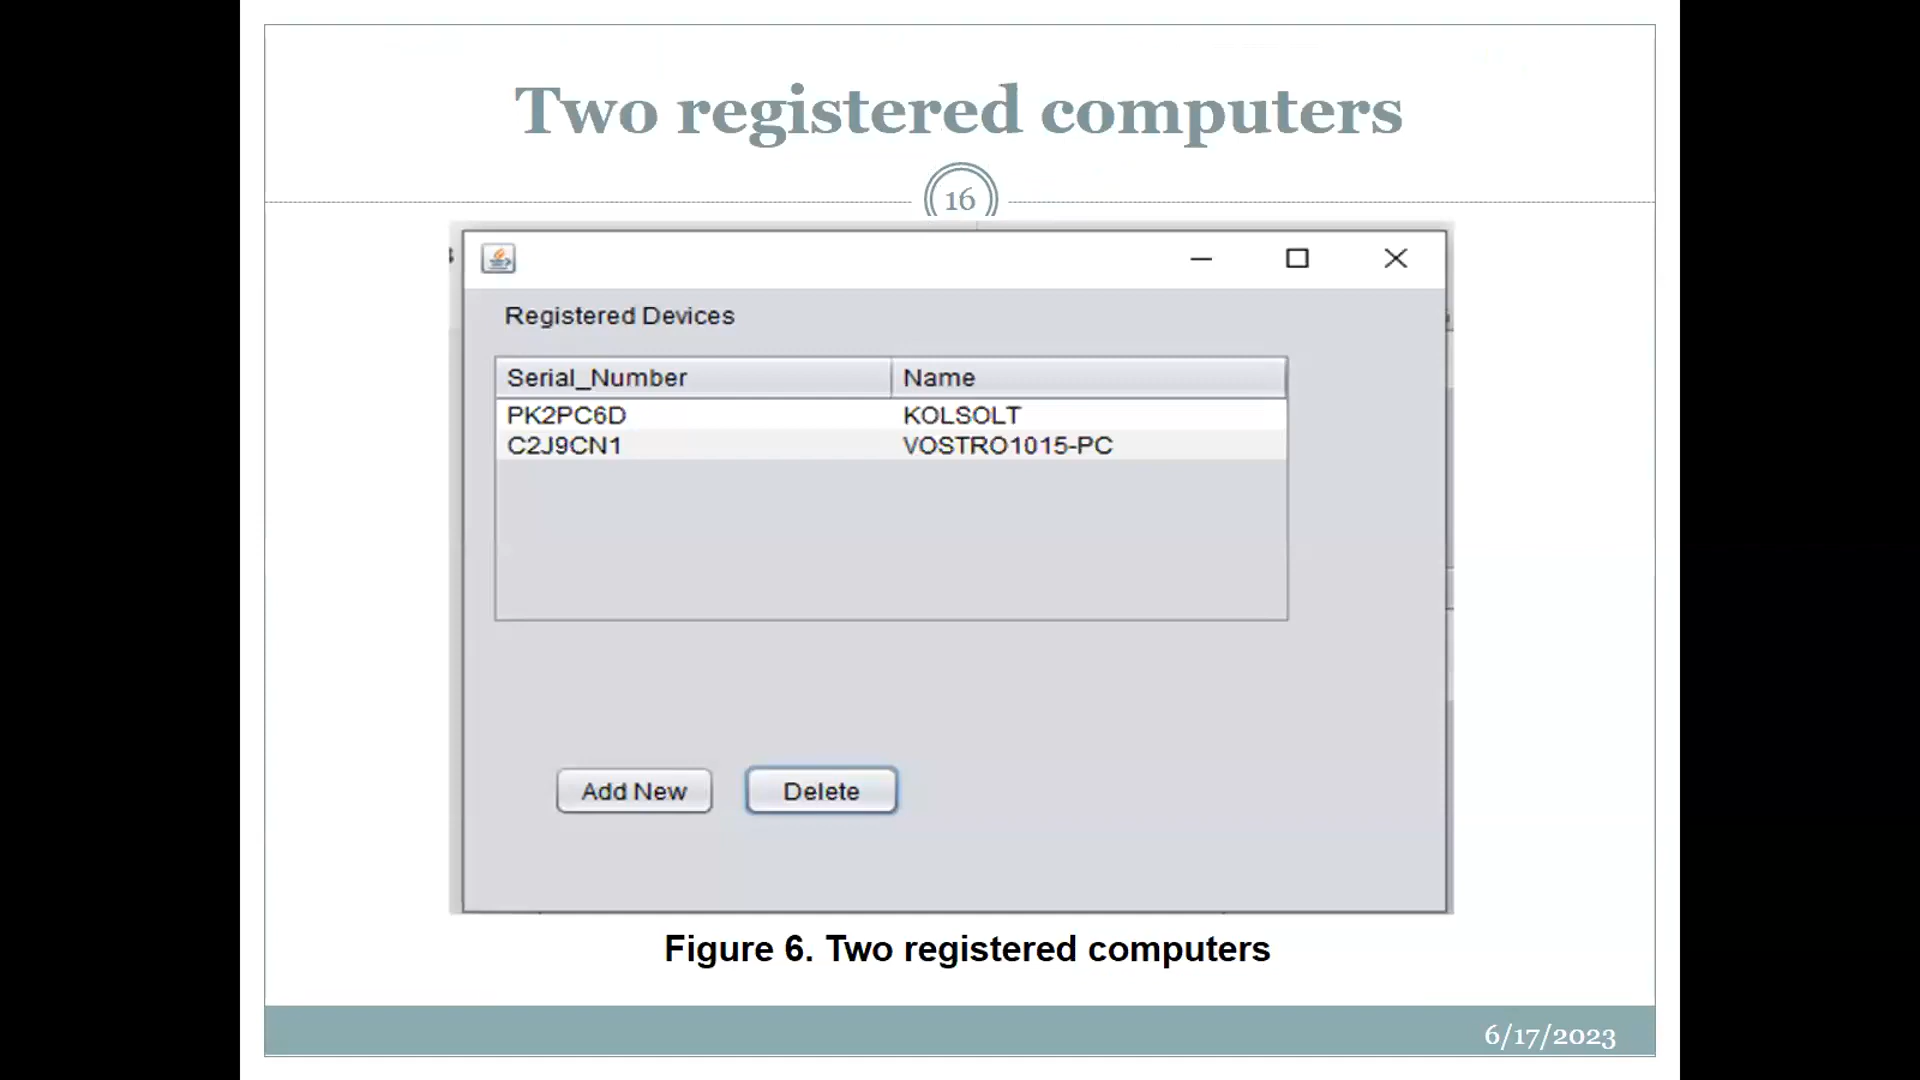 Two registered computers
16
Registered Devices
Serial_Number Name
PK2PC6D KOLSOLT
C2J9CN1 VOSTRO1015-PC
Add New Delete
Figure 6. Two registered computers
6/17/2023